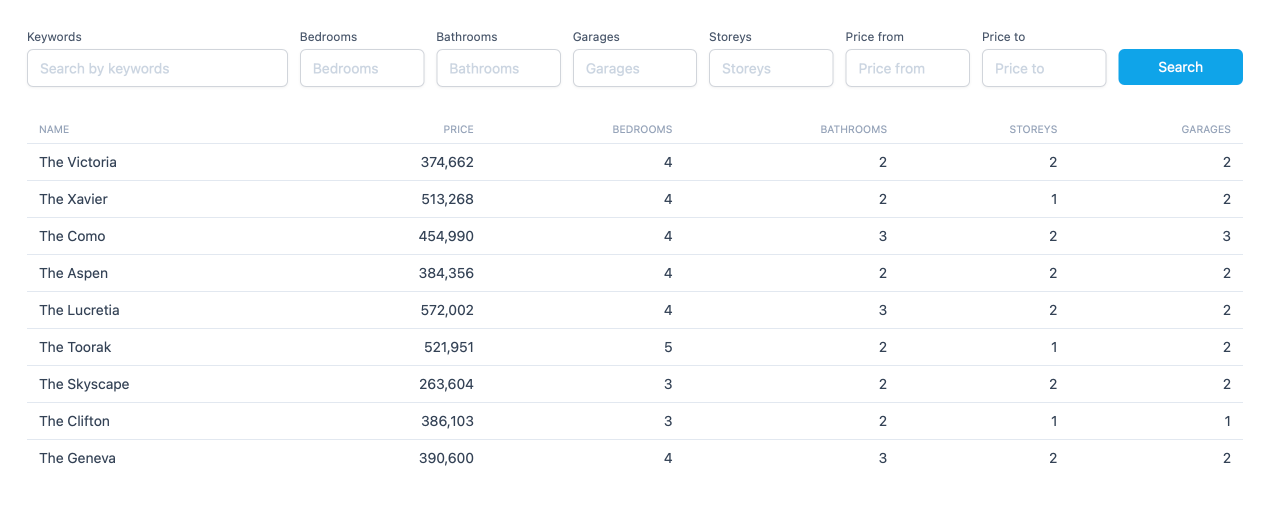 Keywords Bedrooms Bathrooms Garages Storeys Price from Price to
Search by keywords Bedrooms Bathrooms Garages Storeys Price from Price to Search
NAME PRICE BEDROOMS BATHROOMS STOREYS GARAGES
The Victoria 374,662 4 2 2 2
The Xavier 513,268 4 2 1 2
The Como 454,990 4 3 2 3
The Aspen 384,356 4 2 2 2
The Lucretia 572,002 4 3 2 2
The Toorak 521,951 5 2 1 2
The Skyscape 263,604 3 2 2 2
The Clifton 386,103 3 2 1 1
The Geneva 390,600 4 3 2 2